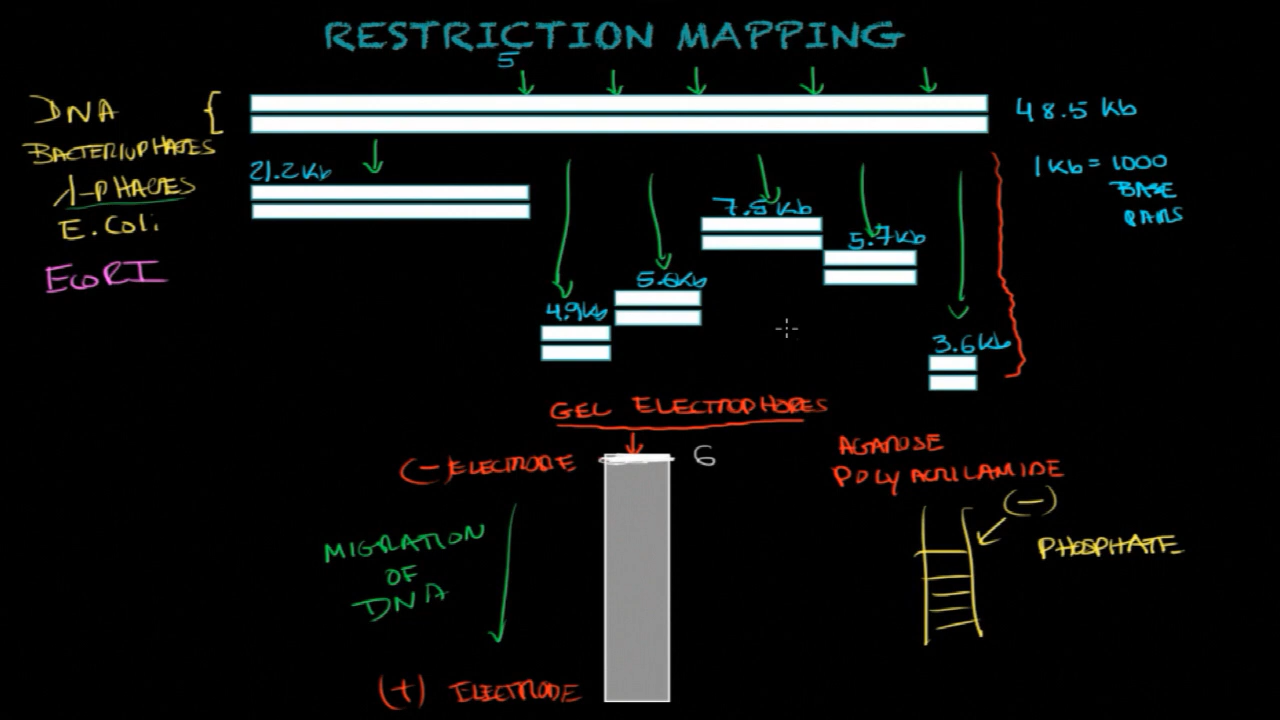 RESTRICTION MAPPING
5
DNA {
48.5 Kb
BACTERIUPHAGES
1 Kb = 1000
BASE
PAIRS
21.2 Kb
λ-PHAGES
7.5 Kb
E. Coli
5.7 Kb
EcoRI
5.6 Kb
4.9 Kb
3.6 Kb
GEL ELECTROPHORES
(-) ELECTRODE
6
AGAROSE
POLYACRILAMIDE
(-)
PHOSPHATE
MIGRATION
OF
DNA
(+) ELECTRODE